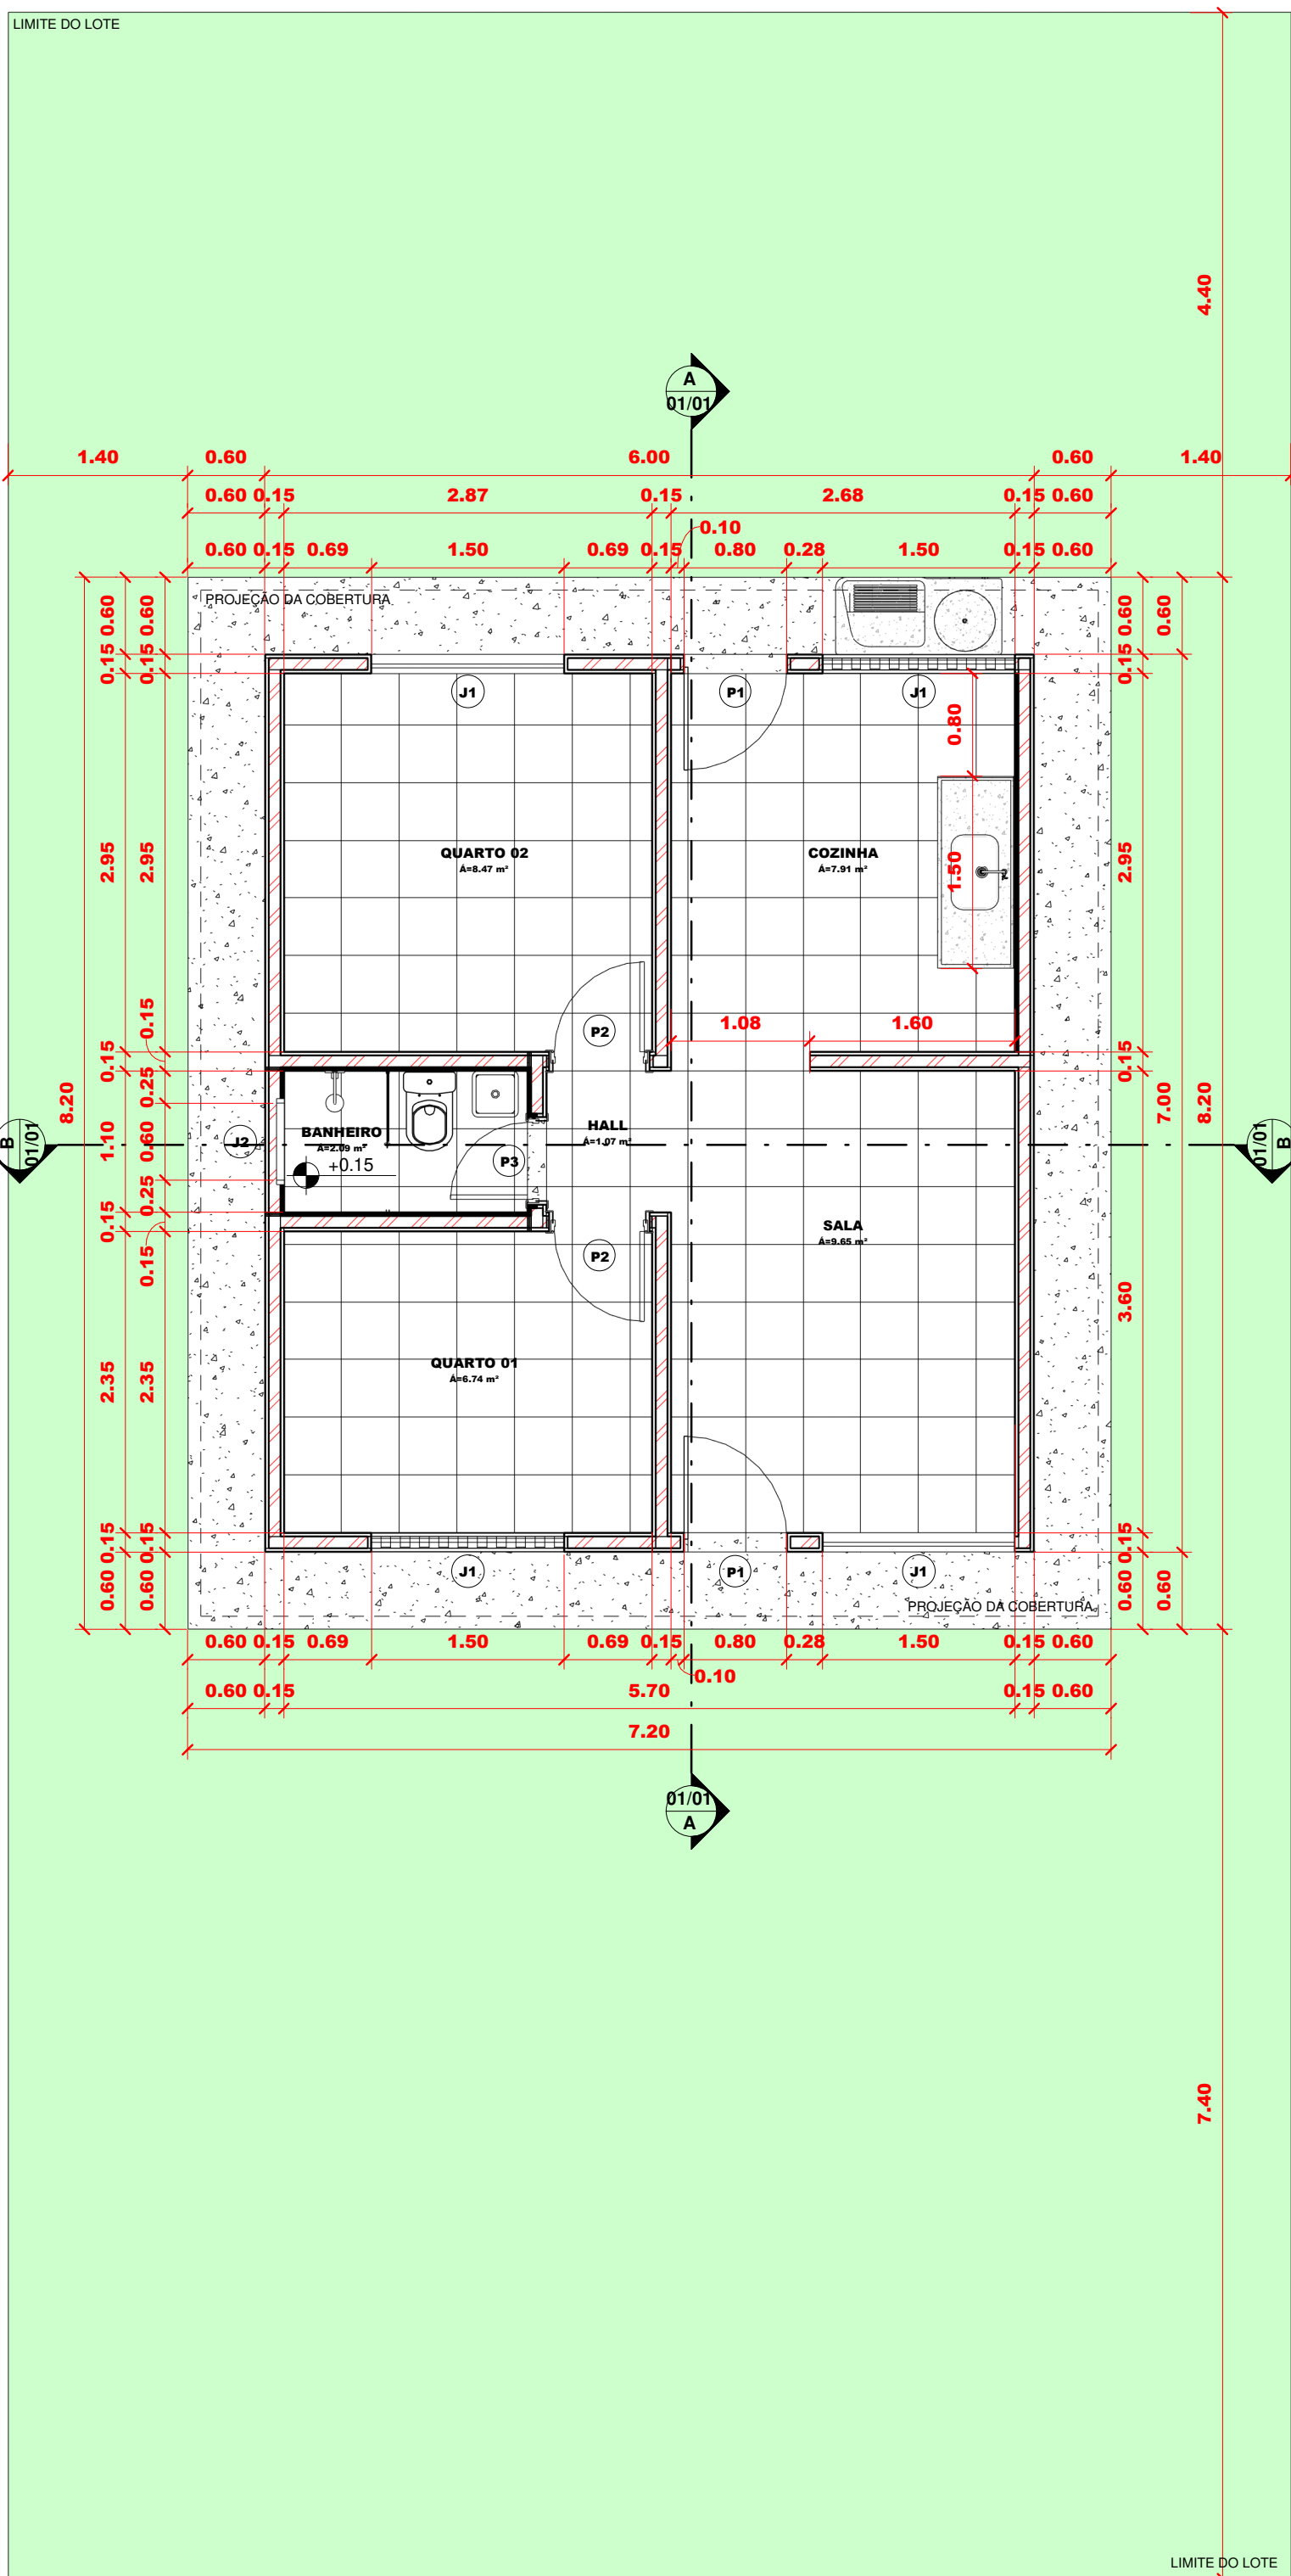 LIMITE DO LOTE
4.40
A
01/01
1.40 0.60 6.00 0.60 1.40
0.60 0.15 2.87 0.15 2.68 0.15 0.60
0.10
0.60 0.15 0.69 1.50 0.69 0.15 0.80 0.28 1.50 0.15 0.60
PROJEÇÃO DA COBERTURA
0.60 0.60 0.60 0.60
0.15 0.15 0.15
J1 P1 J1
0.80
2.95 2.95 2.95
QUARTO 02
Á=8.47 m²
COZINHA
Á=7.91 m²
1.50
0.15
P2
1.08 1.60
0.15 0.15
0.25
8.20 7.00 8.20
1.10 0.60
B
01/01
J2
BANHEIRO
Á=2.09 m²
+0.15
P3
HALL
Á=1.07 m²
01/01
B
0.25
0.15
0.15
P2
SALA
Á=9.65 m²
3.60
2.35 2.35
QUARTO 01
Á=6.74 m²
0.15 0.15 0.15
J1 P1 J1
0.60 0.60 0.60 0.60
PROJEÇÃO DA COBERTURA
0.60 0.15 0.69 1.50 0.69 0.15 0.80 0.28 1.50 0.15 0.60
0.10
0.60 0.15 5.70 0.15 0.60
7.20
01/01
A
7.40
LIMITE DO LOTE